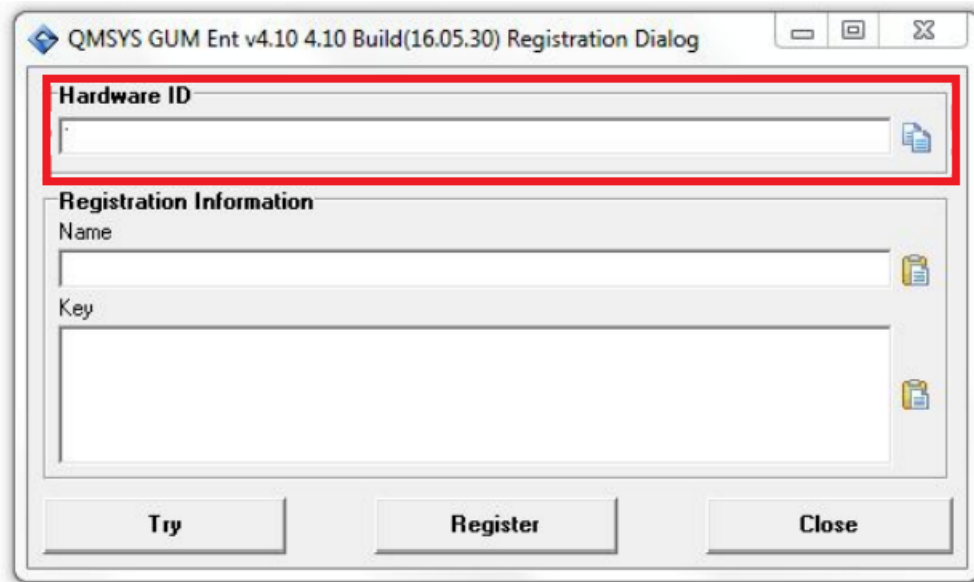 QMSYS GUM Ent v4.10 4.10 Build(16.05.30) Registration Dialog
Hardware ID
Registration Information
Name
Key
Try Register Close